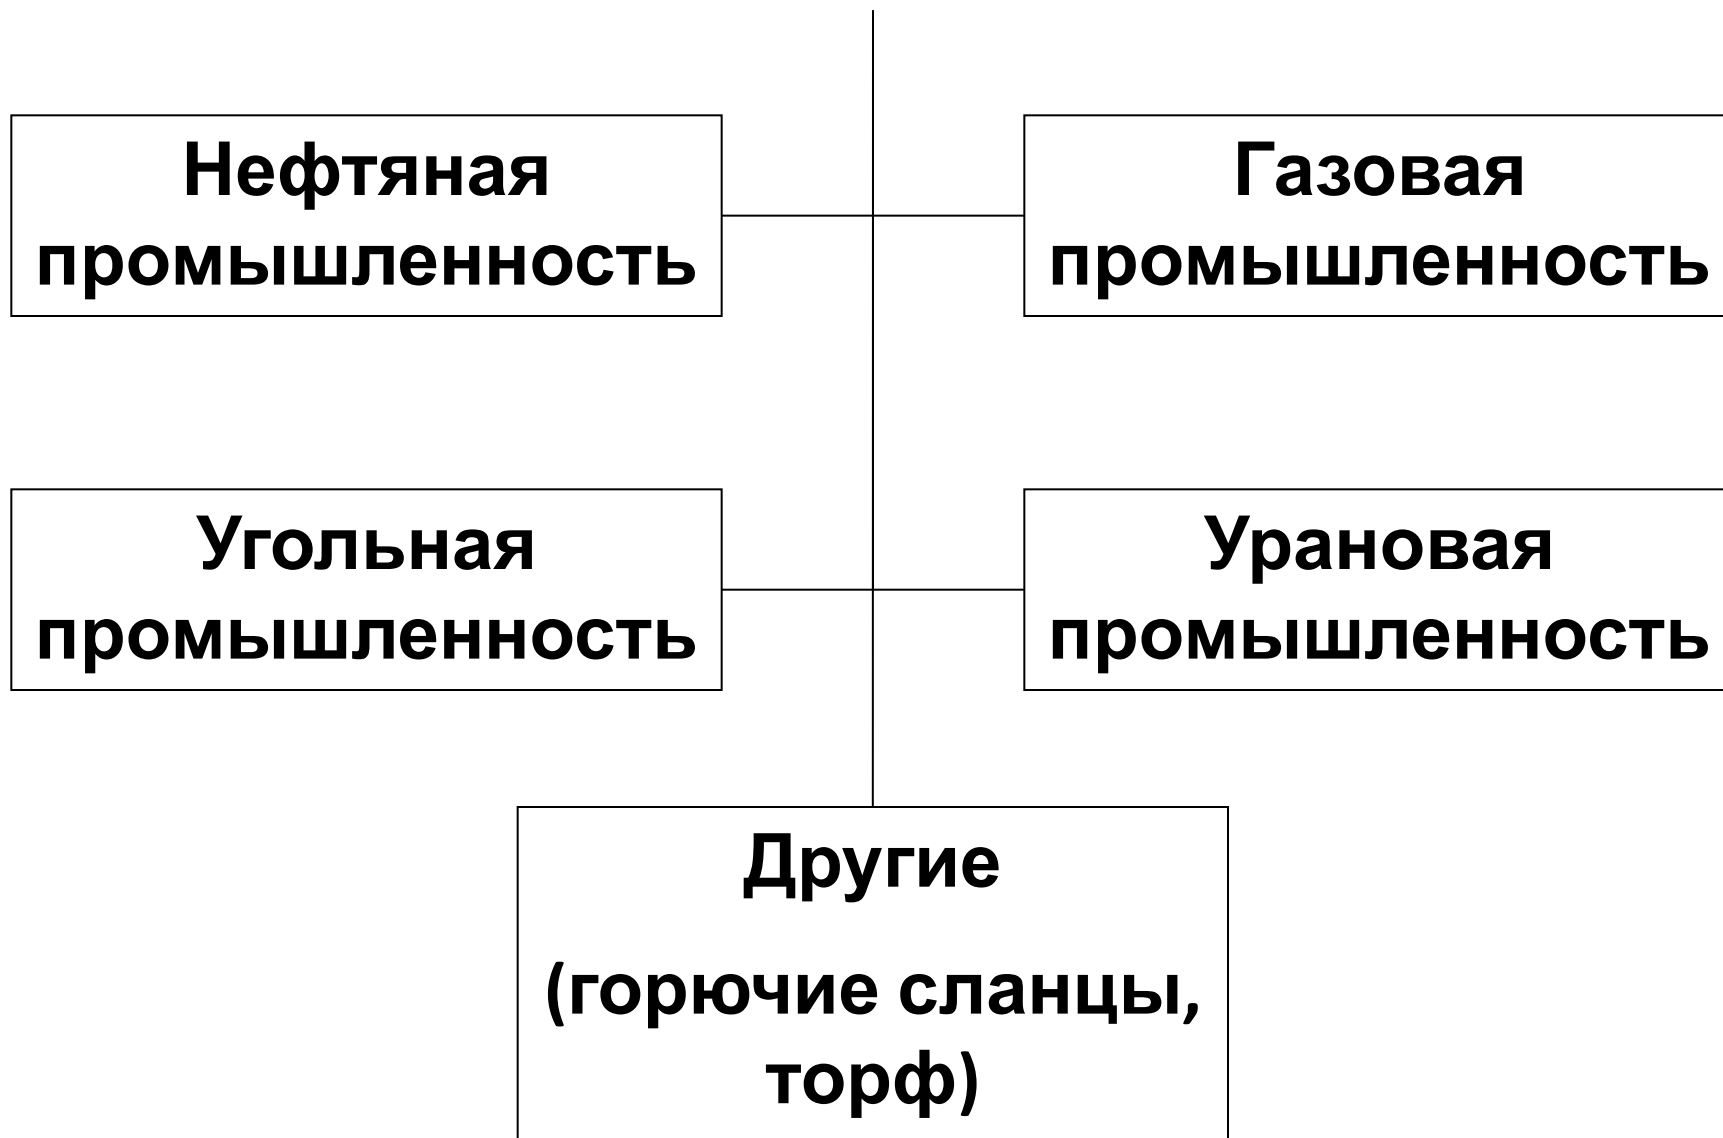 Нефтяная
промышленность
Газовая
промышленность
Угольная
промышленность
Урановая
промышленность
Другие
(горючие сланцы,
торф)